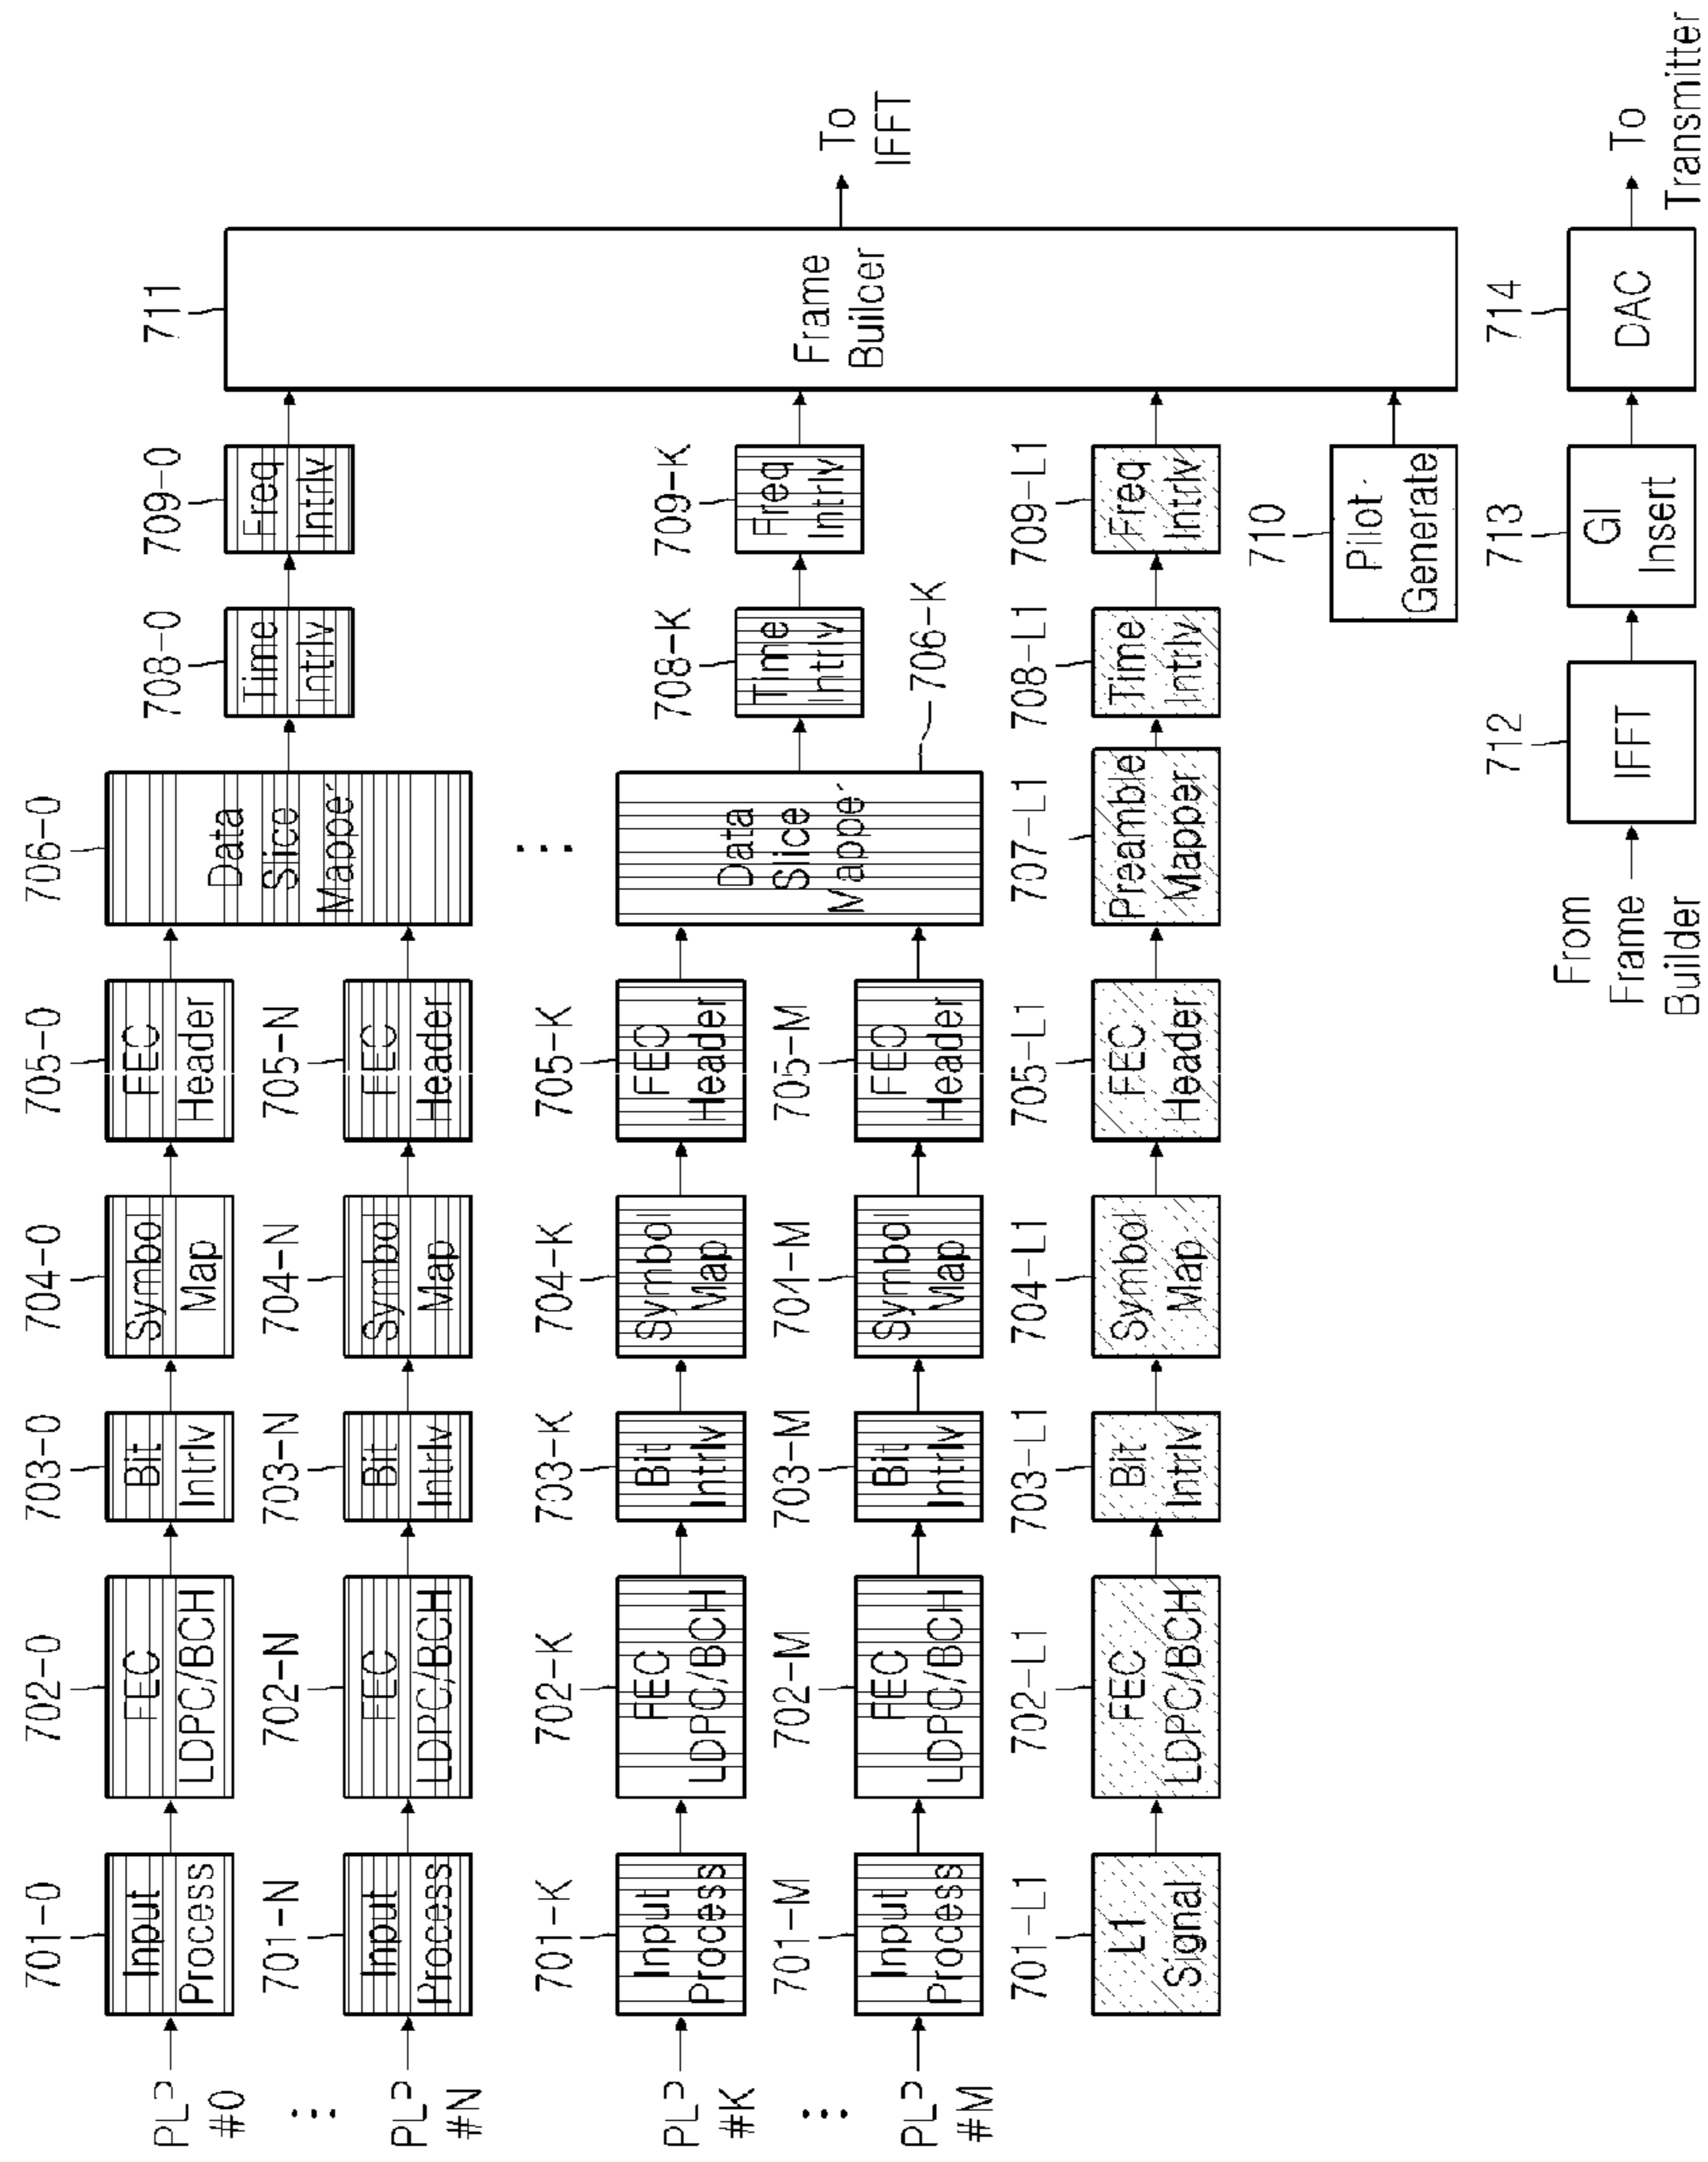 701-0
702-0
703-0
704-0
705-0
706-0
708-0
709-0
711
PLP
#0
Input
Process
FEC
LDPC/BCH
Bit
Intrlv
Symbol
Map
FEC
Header
Data
Slice
Mapper
Time
Intrlv
Freq
Intrlv
701-N
702-N
703-N
704-N
705-N
PLP
#N
Input
Process
FEC
LDPC/BCH
Bit
Intrlv
Symbol
Map
FEC
Header
701-K
702-K
703-K
704-K
705-K
708-K
709-K
PLP
#K
Input
Process
FEC
LDPC/BCH
Bit
Intrlv
Symbol
Map
FEC
Header
Data
Slice
Mapper
Time
Intrlv
Freq
Intrlv
Frame
Builder
To
IFFT
701-M
702-M
703-M
704-M
705-M
706-K
PLP
#M
Input
Process
FEC
LDPC/BCH
Bit
Intrlv
Symbol
Map
FEC
Header
701-L1
702-L1
703-L1
704-L1
705-L1
707-L1
708-L1
709-L1
L1
Signal
FEC
LDPC/BCH
Bit
Intrlv
Symbol
Map
FEC
Header
Preamble
Mapper
Time
Intrlv
Freq
Intrlv
710
Pilot
Generate
712
713
714
From
Frame
Builder
IFFT
GI
Insert
DAC
To
Transmitter